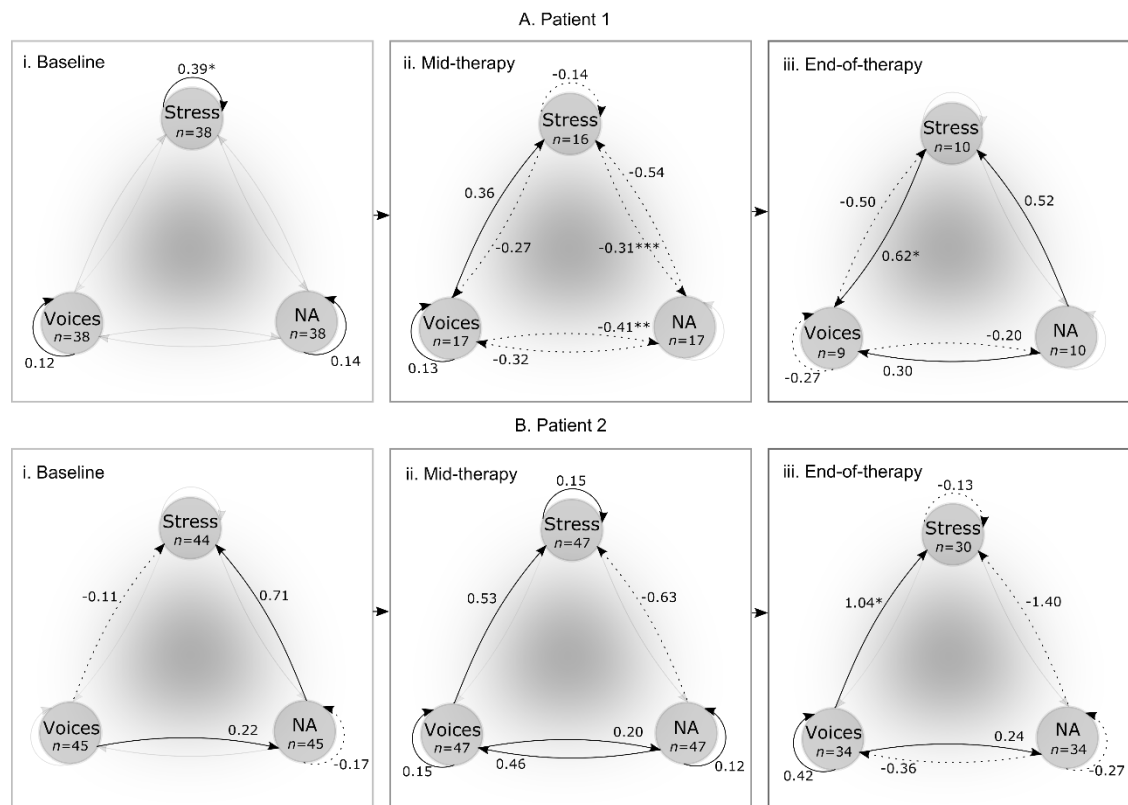 A. Patient 1
i. Baseline
0.39*
Stress
n=38
Voices
n=38
0.12
NA
n=38
0.14
ii. Mid-therapy
-0.14
Stress
n=16
0.36
-0.27
-0.54
-0.31***
Voices
n=17
0.13
-0.41**
-0.32
NA
n=17
iii. End-of-therapy
Stress
n=10
-0.50
0.62*
0.52
Voices
n=9
-0.27
-0.20
0.30
NA
n=10
B. Patient 2
i. Baseline
Stress
n=44
-0.11
0.71
Voices
n=45
0.22
NA
n=45
-0.17
ii. Mid-therapy
0.15
Stress
n=47
0.53
-0.63
Voices
n=47
0.15
0.20
0.46
NA
n=47
0.12
iii. End-of-therapy
-0.13
Stress
n=30
1.04*
-1.40
Voices
n=34
0.42
0.24
-0.36
NA
n=34
-0.27